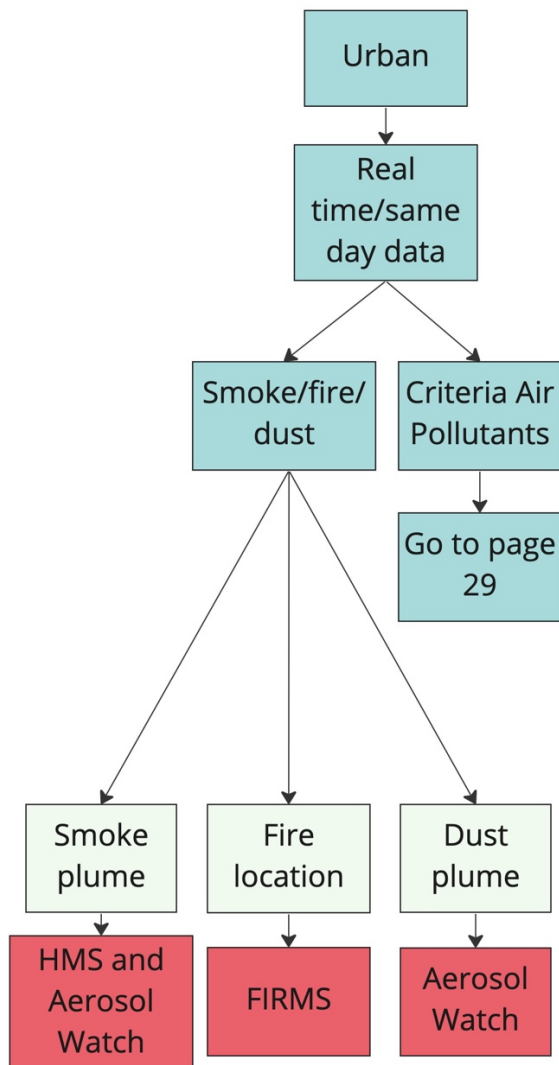 Urban
Real
time/same
day data
Smoke/fire/
dust
Criteria Air
Pollutants
Go to page
29
Smoke
plume
Fire
location
Dust
plume
HMS and
Aerosol
Watch
FIRMS
Aerosol
Watch